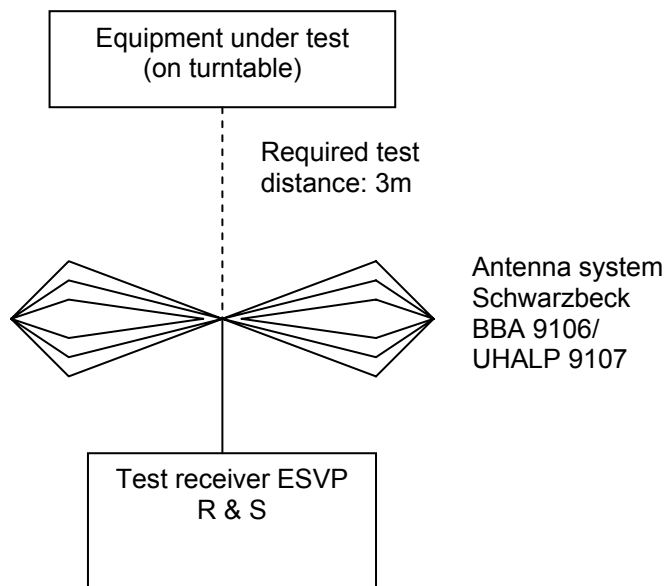 Equipment under test
(on turntable)
Required test
distance: 3m
Antenna system
Schwarzbeck
BBA 9106/
UHALP 9107
Test receiver ESVP
R & S